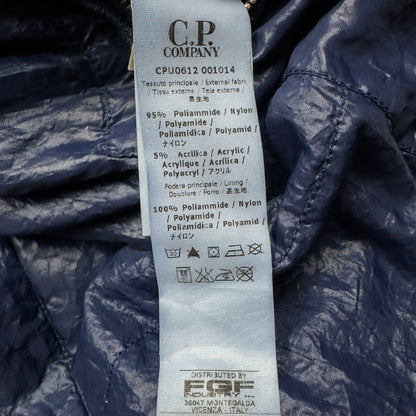 C.P.
COMPANY
CPU0612 001014
Tessuto principale / External fabric
/ Tissu externe / Tela externa /
表生地
95% Poliammide / Nylon
/ Polyamide /
Poliamidica / Polyamid /
ナイロン
5% Acrilica / Acrylic /
Acrylique / Acrílica /
Polyacryl / アクリル
Fodera principale / Lining /
Doublure / Forro / 裏生地
100% Poliammide / Nylon
/ Polyamide /
Poliamidica / Polyamid /
ナイロン
DISTRIBUTED BY
FGF
INDUSTRY
36047 MONTEGALDA
VICENZA - ITALY